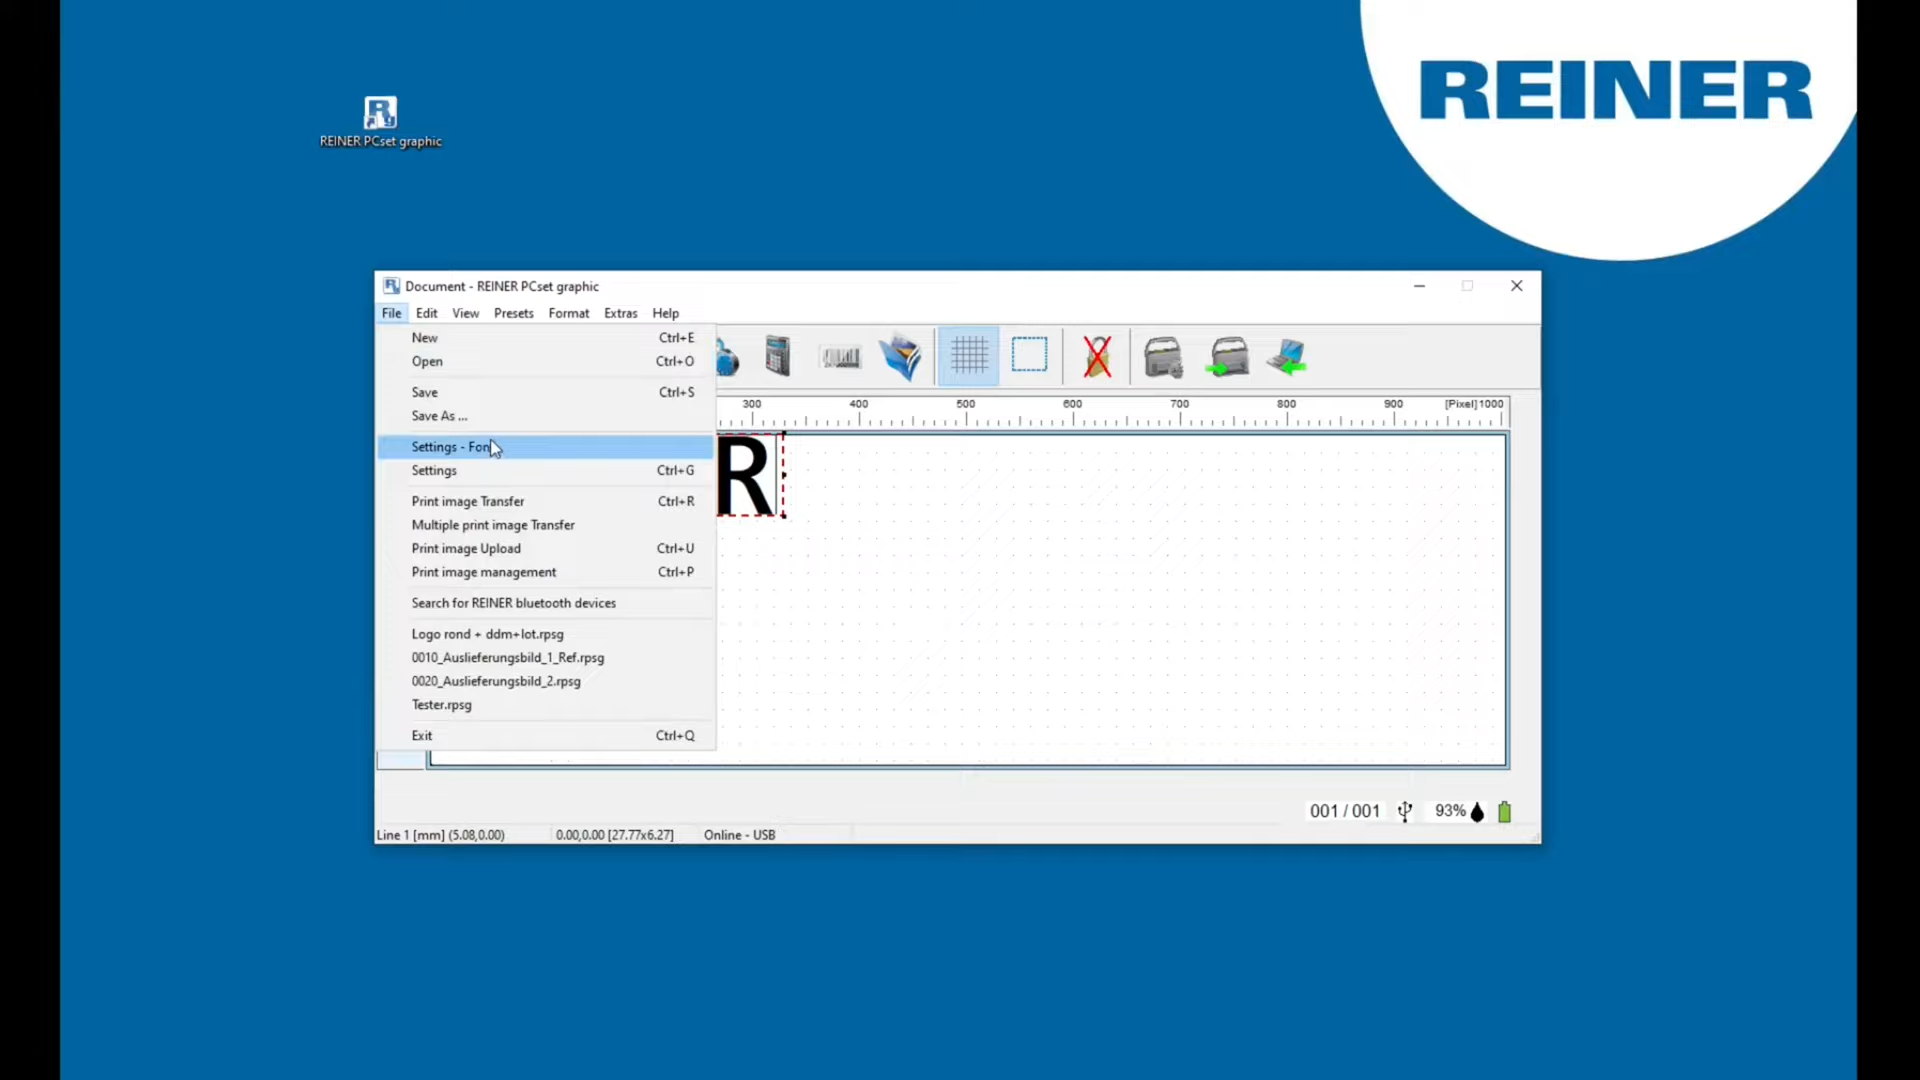 REINER
REINER PCset graphic
Document - REINER PCset graphic
File Edit View Presets Format Extras Help
New Ctrl+E
Open Ctrl+O
Save Ctrl+S
Save As ...
Settings - Fon
Settings Ctrl+G
Print image Transfer Ctrl+R
Multiple print image Transfer
Print image Upload Ctrl+U
Print image management Ctrl+P
Search for REINER bluetooth devices
Logo rond + ddm+lot.rpsg
0010_Auslieferungsbild_1_Ref.rpsg
0020_Auslieferungsbild_2.rpsg
Tester.rpsg
Exit Ctrl+Q
300 400 500 600 700 800 900 [Pixel] 1000
R
001 / 001 93%
Line 1 [mm] (5.08,0.00) 0.00,0.00 [27.77x6.27] Online - USB